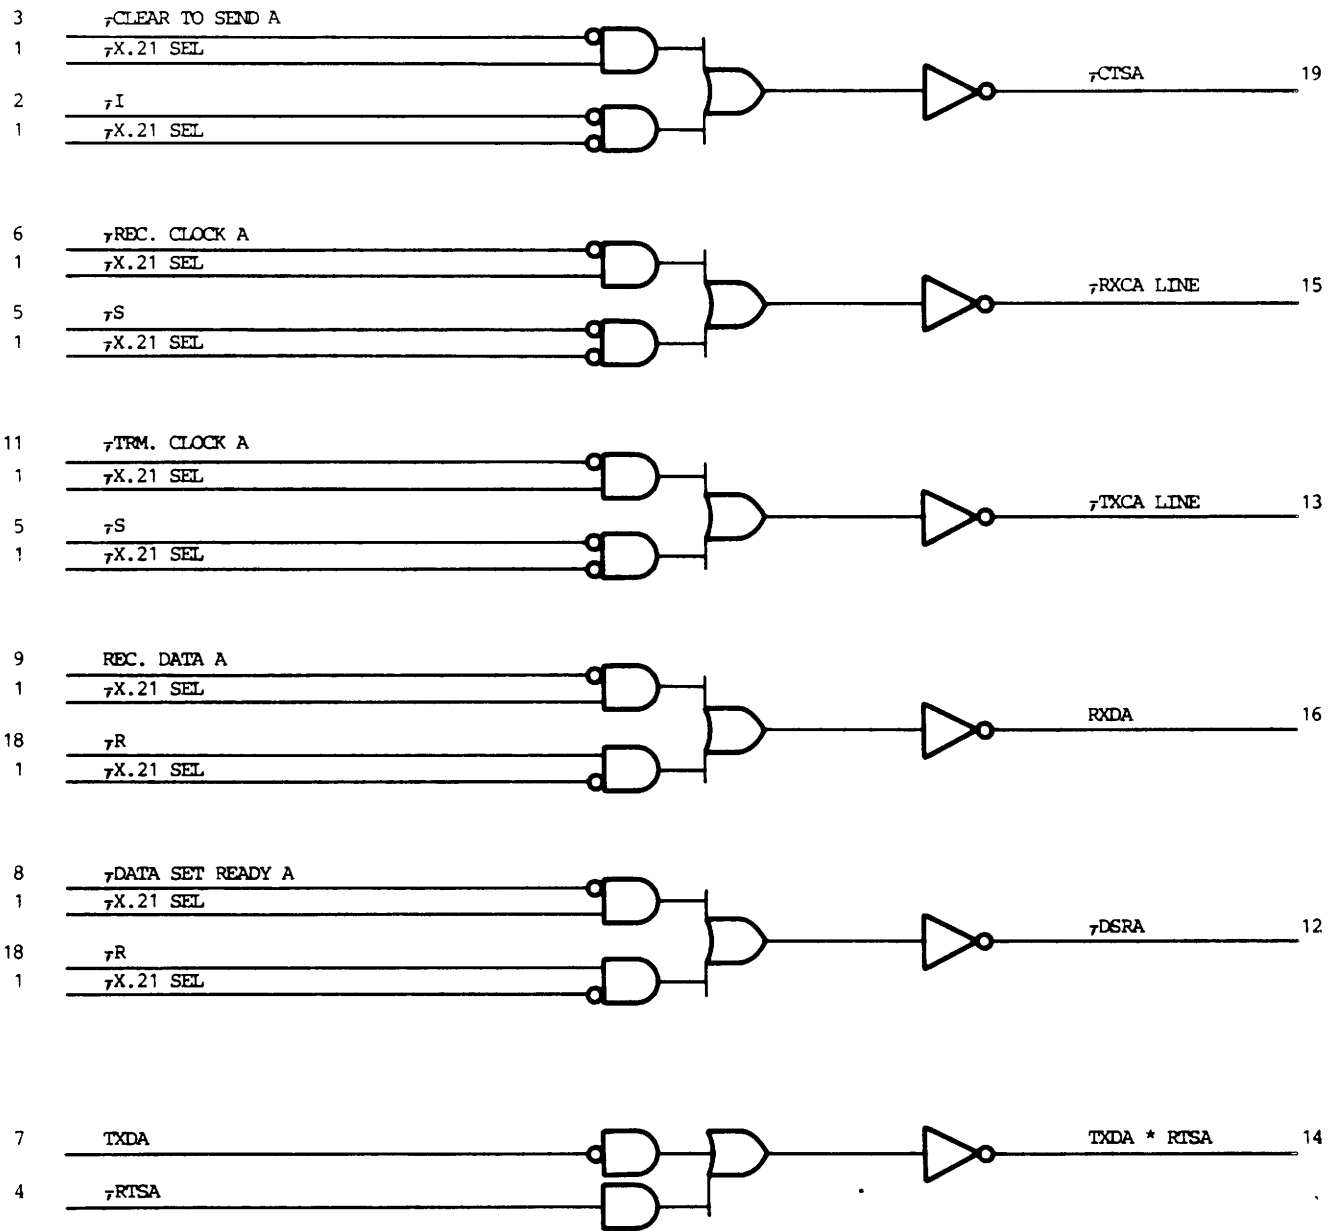 3 ⌐CLEAR TO SEND A
1 ⌐X.21 SEL
⌐CTSA 19
2 ⌐I
1 ⌐X.21 SEL
6 ⌐REC. CLOCK A
1 ⌐X.21 SEL
⌐RXCA LINE 15
5 ⌐S
1 ⌐X.21 SEL
11 ⌐TRM. CLOCK A
1 ⌐X.21 SEL
⌐TXCA LINE 13
5 ⌐S
1 ⌐X.21 SEL
9 REC. DATA A
1 ⌐X.21 SEL
RXDA 16
18 ⌐R
1 ⌐X.21 SEL
8 ⌐DATA SET READY A
1 ⌐X.21 SEL
⌐DSRA 12
18 ⌐R
1 ⌐X.21 SEL
7 TXDA
TXDA * RTSA 14
4 ⌐RTSA